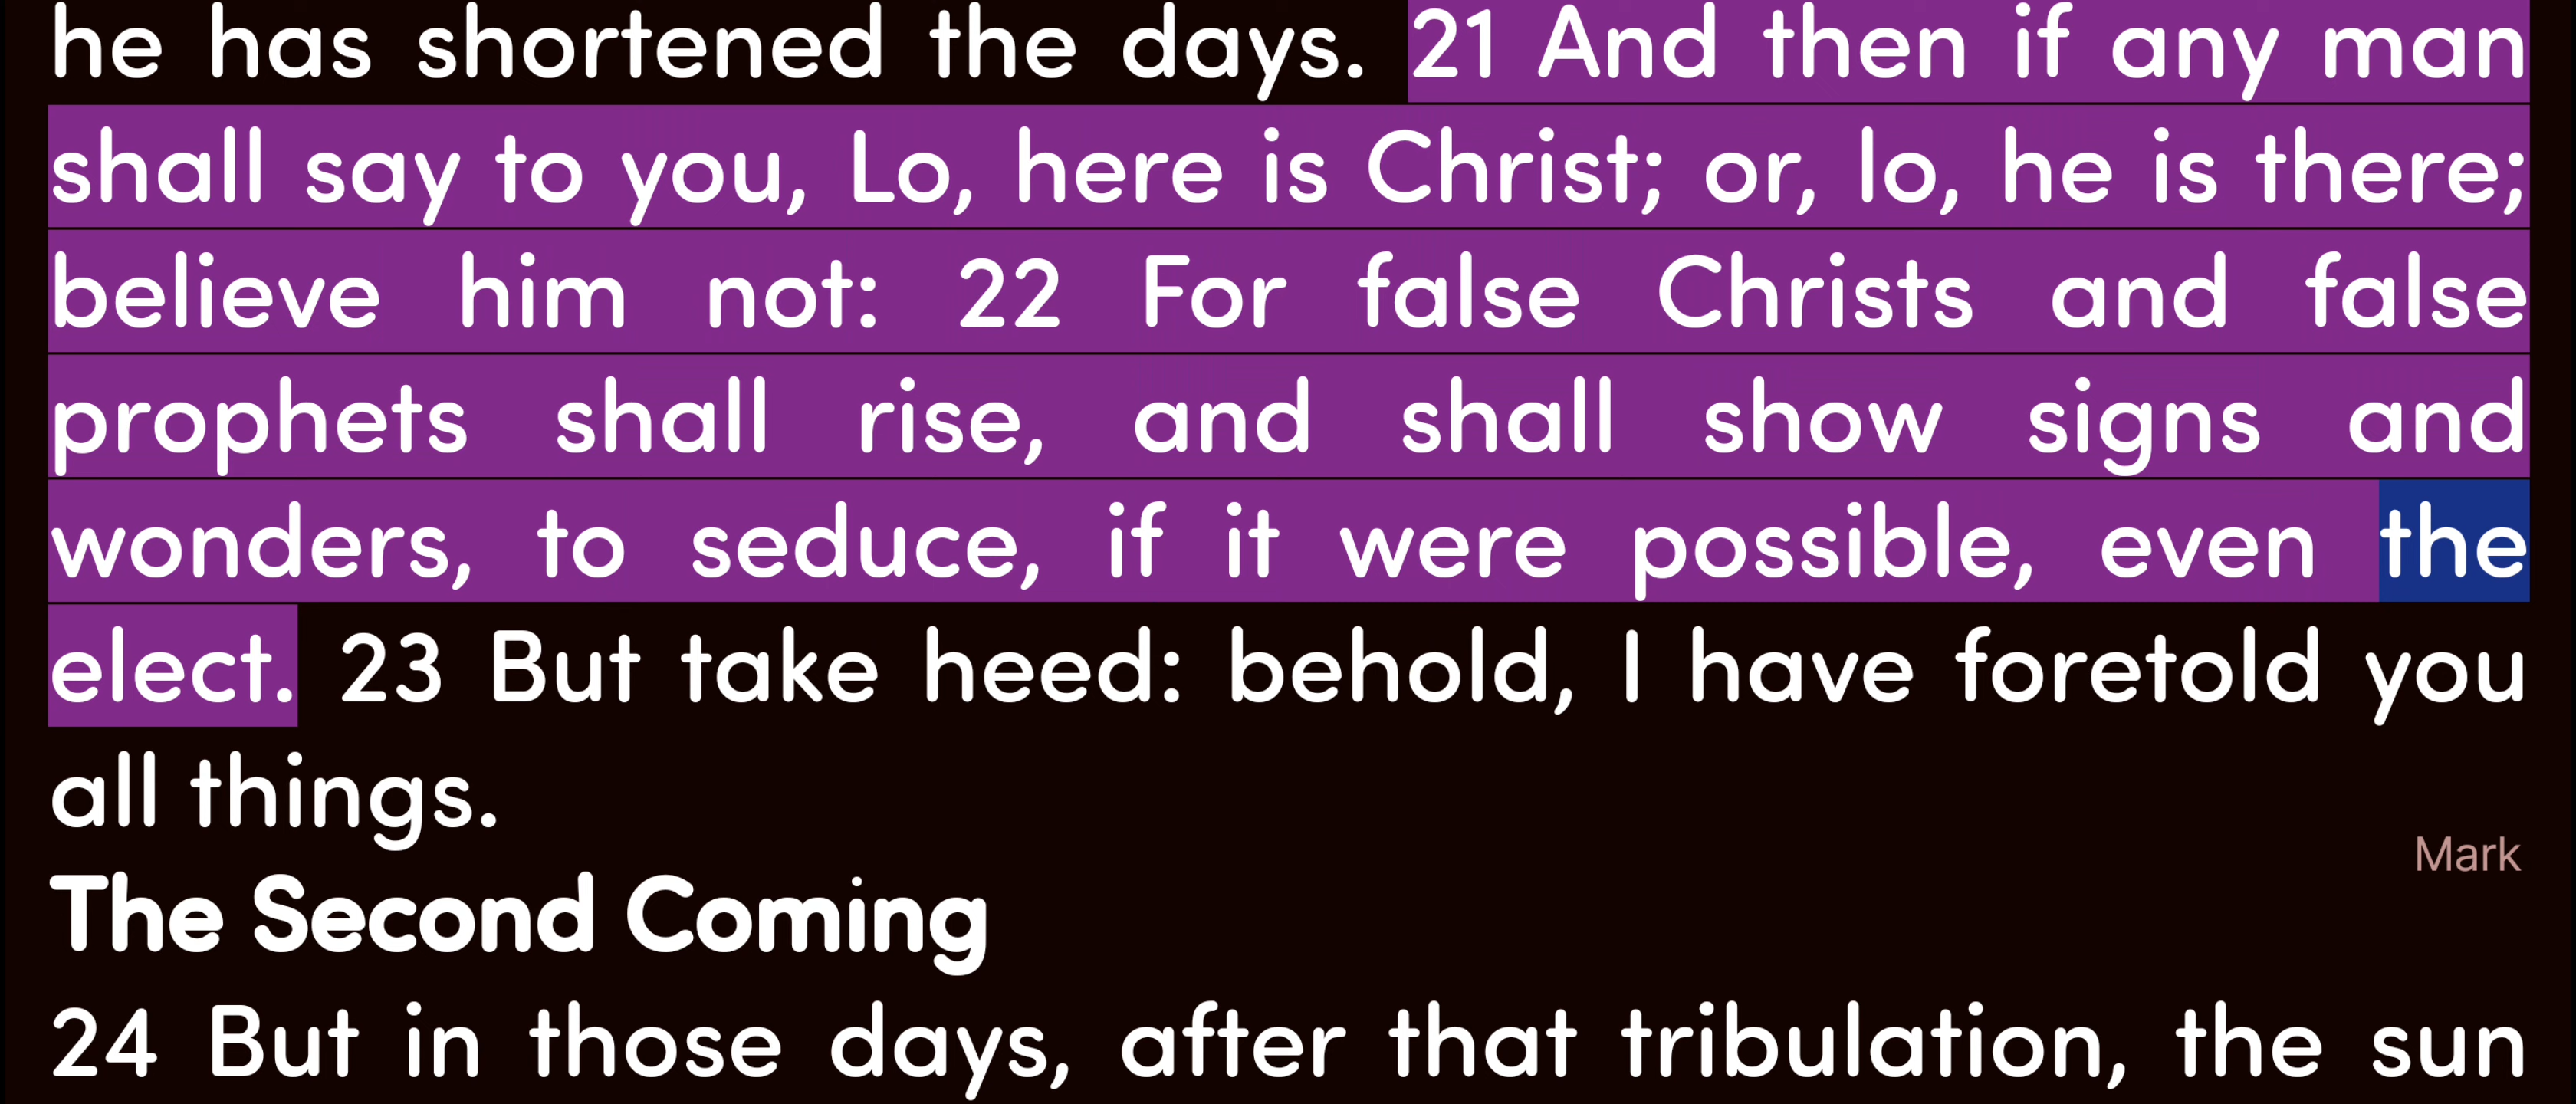 he has shortened the days. 21 And then if any man
shall say to you, Lo, here is Christ; or, lo, he is there;
believe him not: 22 For false Christs and false
prophets shall rise, and shall show signs and
wonders, to seduce, if it were possible, even the
elect. 23 But take heed: behold, I have foretold you
all things.
Mark
The Second Coming
24 But in those days, after that tribulation, the sun